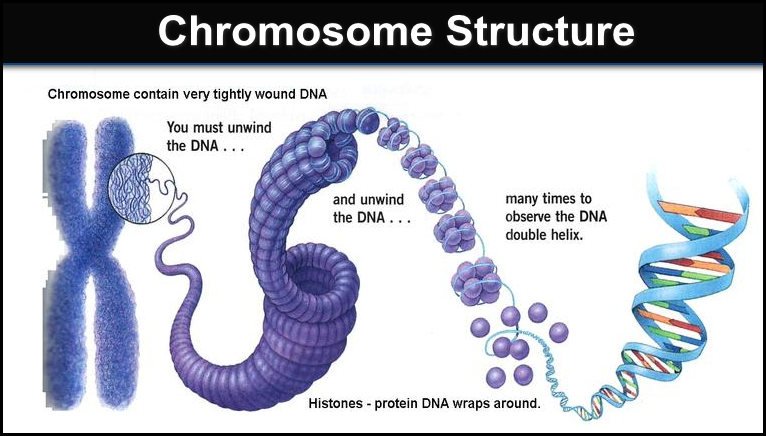 Chromosome Structure
Chromosome contain very tightly wound DNA
You must unwind
the DNA . . .
and unwind
the DNA . . .
many times to
observe the DNA
double helix.
Histones - protein DNA wraps around.